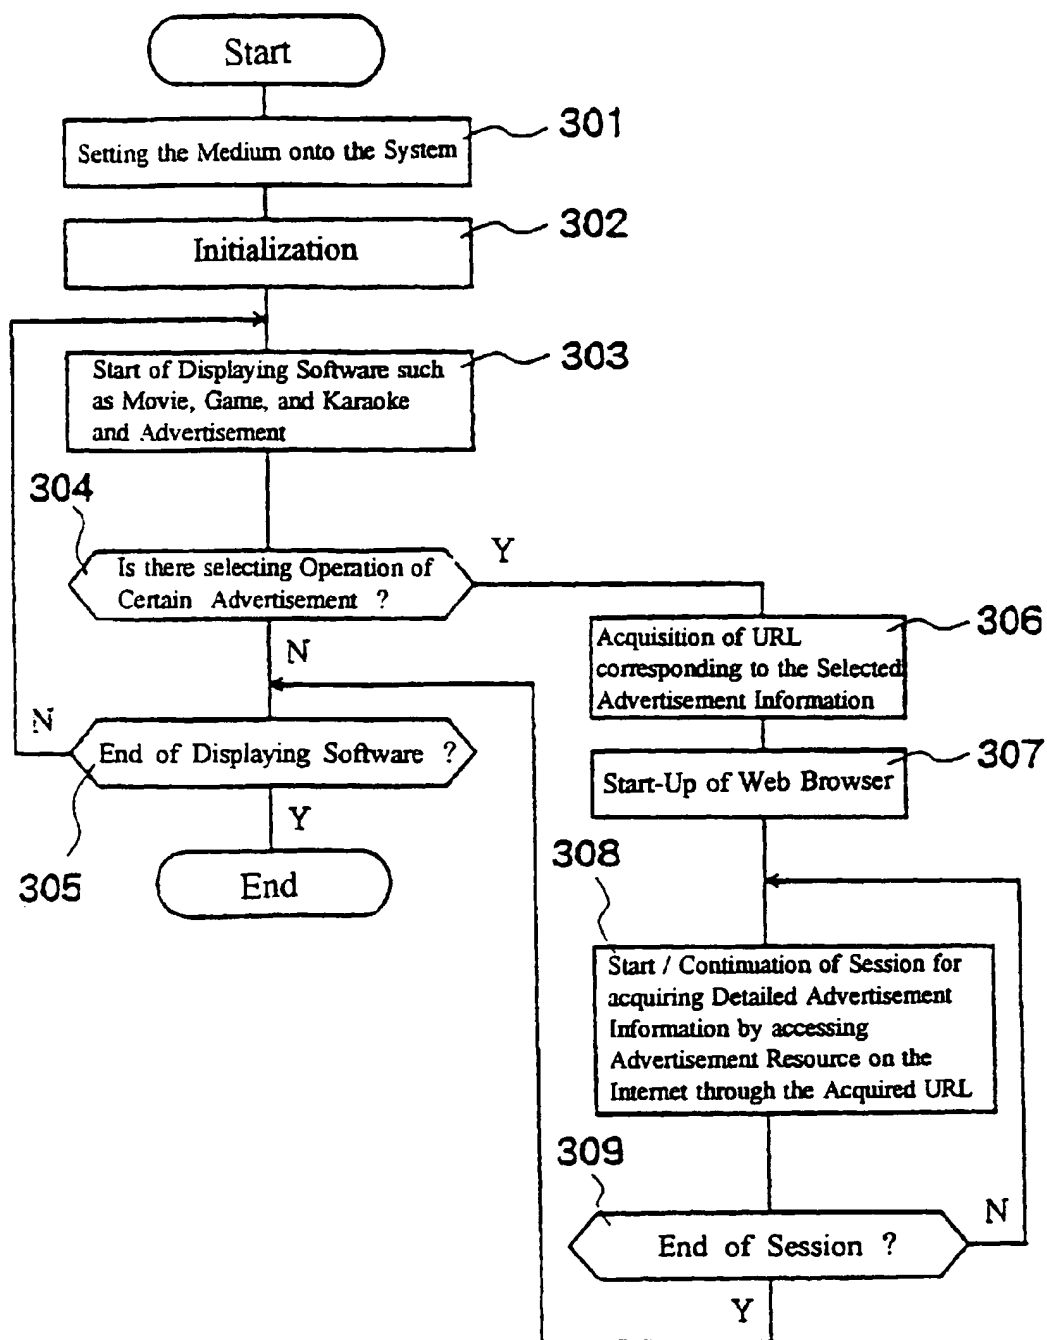 Start
301
Setting the Medium onto the System
302
Initialization
303
Start of Displaying Software such
as Movie, Game, and Karaoke
and Advertisement
304
Is there selecting Operation of
Certain Advertisement ?
Y
N
306
Acquisition of URL
corresponding to the Selected
Advertisement Information
N
End of Displaying Software ?
305
Y
End
307
Start-Up of Web Browser
308
Start / Continuation of Session for
acquiring Detailed Advertisement
Information by accessing
Advertisement Resource on the
Internet through the Acquired URL
309
End of Session ?
N
Y